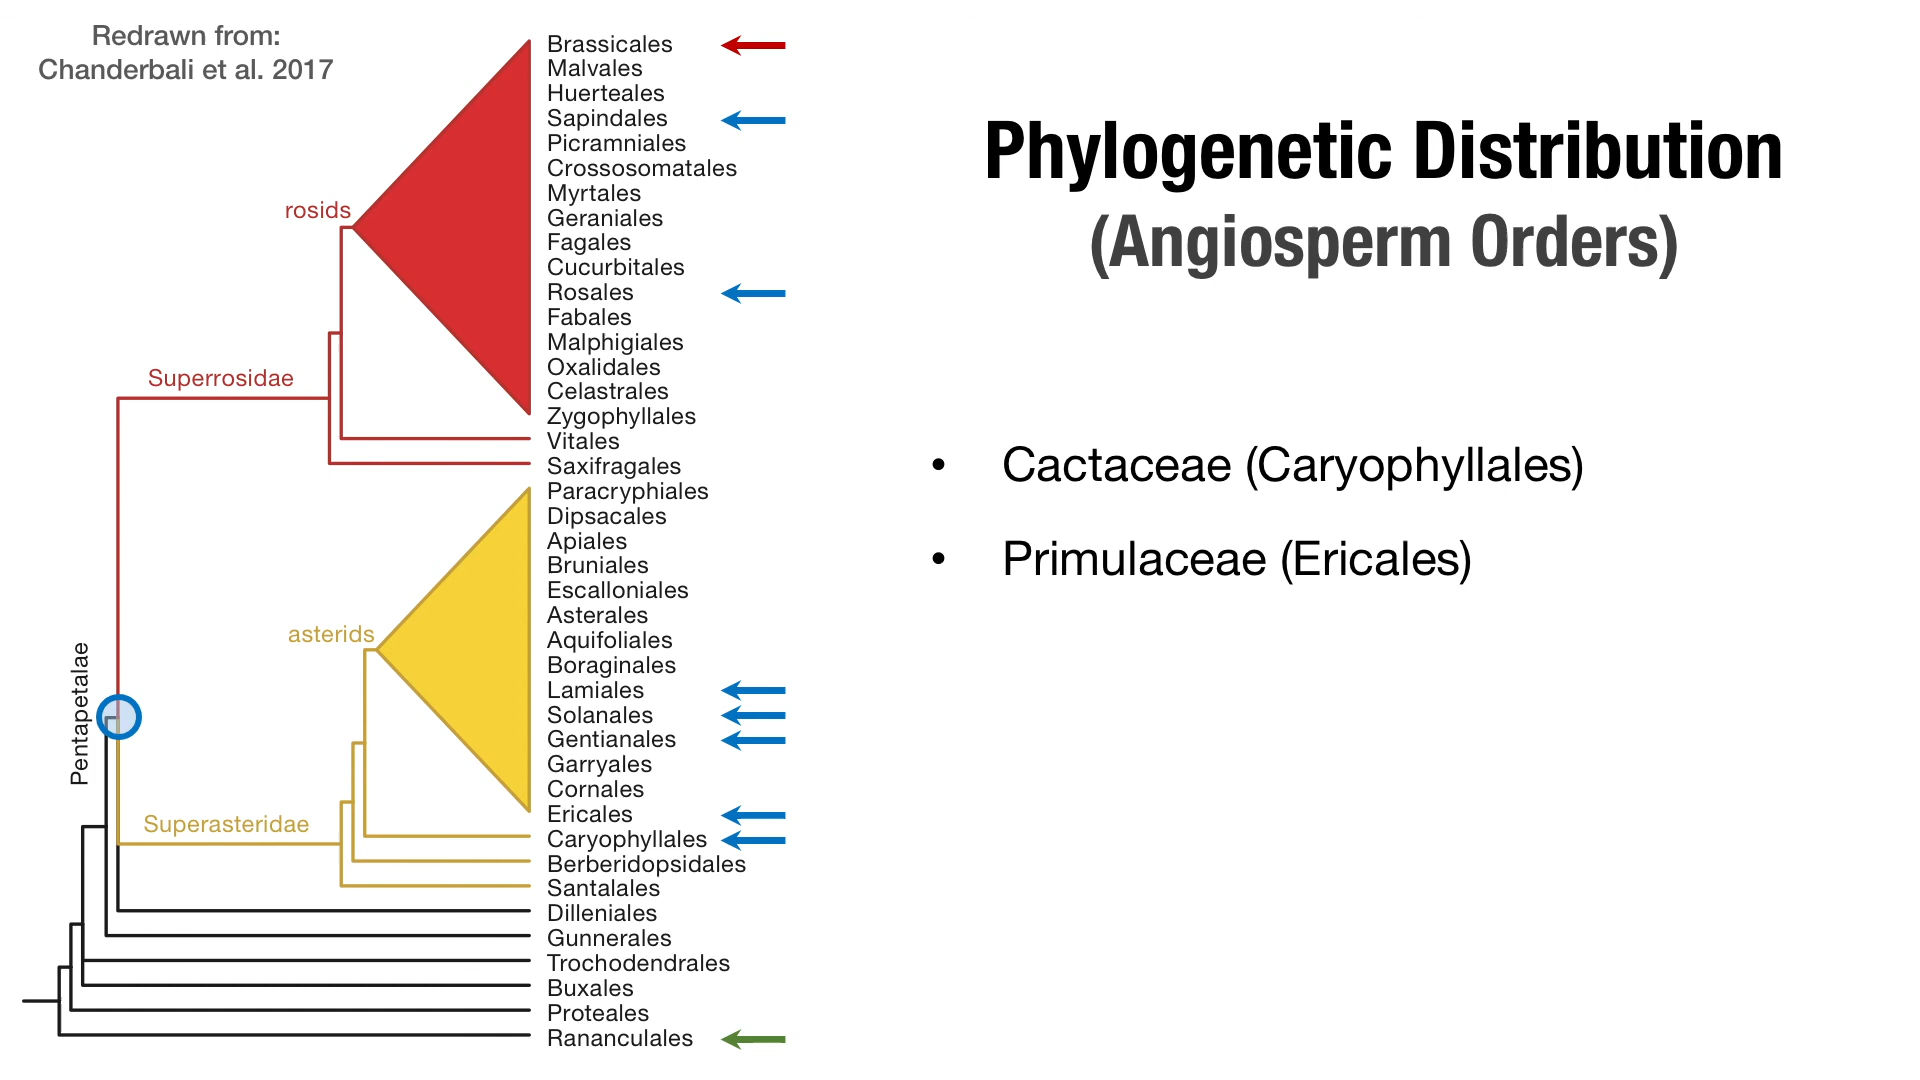 Redrawn from:
Chanderbali et al. 2017
Brassicales
Malvales
Huerteales
Sapindales
Picramniales
Crossosomatales
Myrtales
Geraniales
Fagales
Cucurbitales
Rosales
Fabales
Malphigiales
Oxalidales
Celastrales
Zygophyllales
Vitales
Saxifragales
Paracryphiales
Dipsacales
Apiales
Bruniales
Escalloniales
Asterales
Aquifoliales
Boraginales
Lamiales
Solanales
Gentianales
Garryales
Cornales
Ericales
Caryophyllales
Berberidopsidales
Santalales
Dilleniales
Gunnerales
Trochodendrales
Buxales
Proteales
Rananculales
rosids
Superrosidae
asterids
Pentapetalae
Superasteridae
Phylogenetic Distribution
(Angiosperm Orders)
• Cactaceae (Caryophyllales)
• Primulaceae (Ericales)